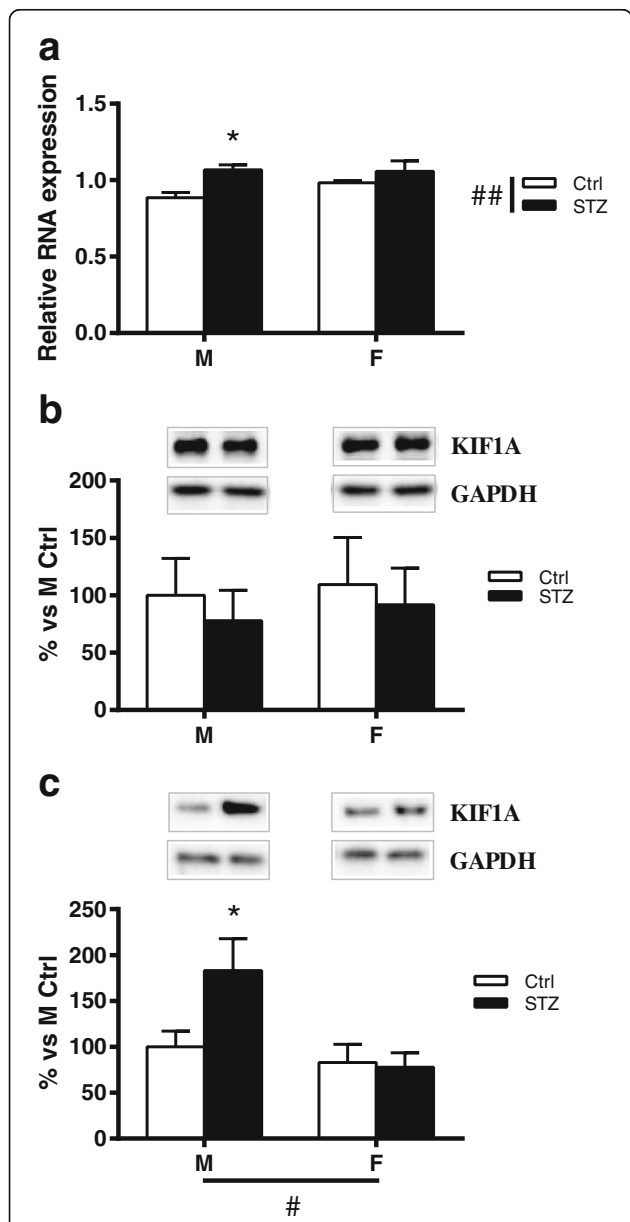 a
Relative RNA expression
1.5
1.0
0.5
0.0
*
M
F
##
Ctrl
STZ
b
KIF1A
GAPDH
% vs M Ctrl
200
150
100
50
0
M
F
Ctrl
STZ
c
KIF1A
GAPDH
% vs M Ctrl
250
200
150
100
50
0
*
M
F
#
Ctrl
STZ